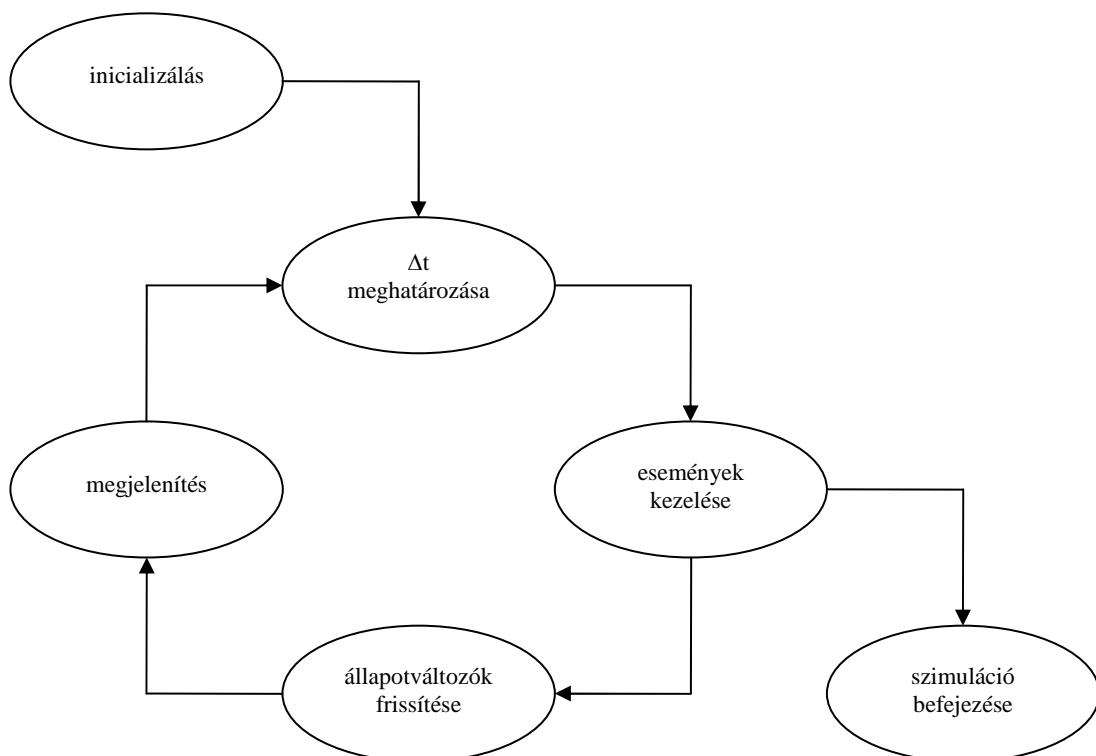 inicializálás
Δt
meghatározása
megjelenítés
események
kezelése
állapotváltozók
frissítése
szimuláció
befejezése